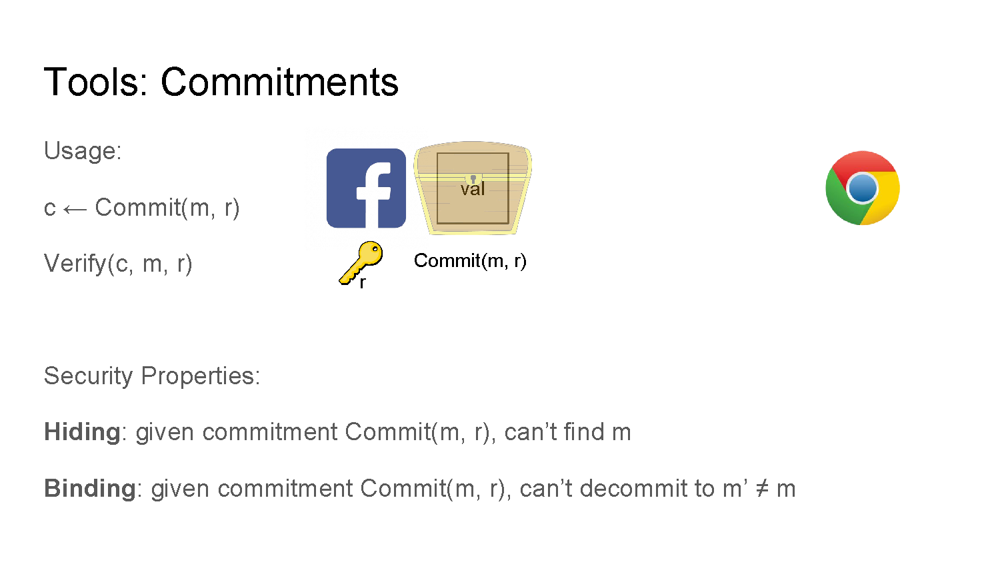 Tools: Commitments
Usage:
c ← Commit(m, r)
Verify(c, m, r)
val
Commit(m, r)
r
Security Properties:
Hiding: given commitment Commit(m, r), can’t find m
Binding: given commitment Commit(m, r), can’t decommit to m’ ≠ m